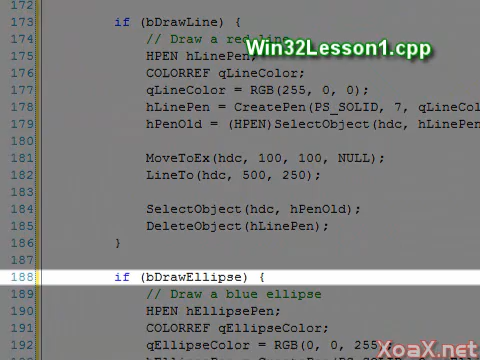 172
173 if (bDrawLine) {
174 // Draw a red line
Win32Lesson1.cpp
175 HPEN hLinePen;
176 COLORREF qLineColor;
177 qLineColor = RGB(255, 0, 0);
178 hLinePen = CreatePen(PS_SOLID, 7, qLineCol
179 hPenOld = (HPEN)SelectObject(hdc, hLinePen
180
181 MoveToEx(hdc, 100, 100, NULL);
182 LineTo(hdc, 500, 250);
183
184 SelectObject(hdc, hPenOld);
185 DeleteObject(hLinePen);
186 }
187
188 if (bDrawEllipse) {
189 // Draw a blue ellipse
190 HPEN hEllipsePen;
191 COLORREF qEllipseColor;
192 qEllipseColor = RGB(0, 0, 255
XoaX.net